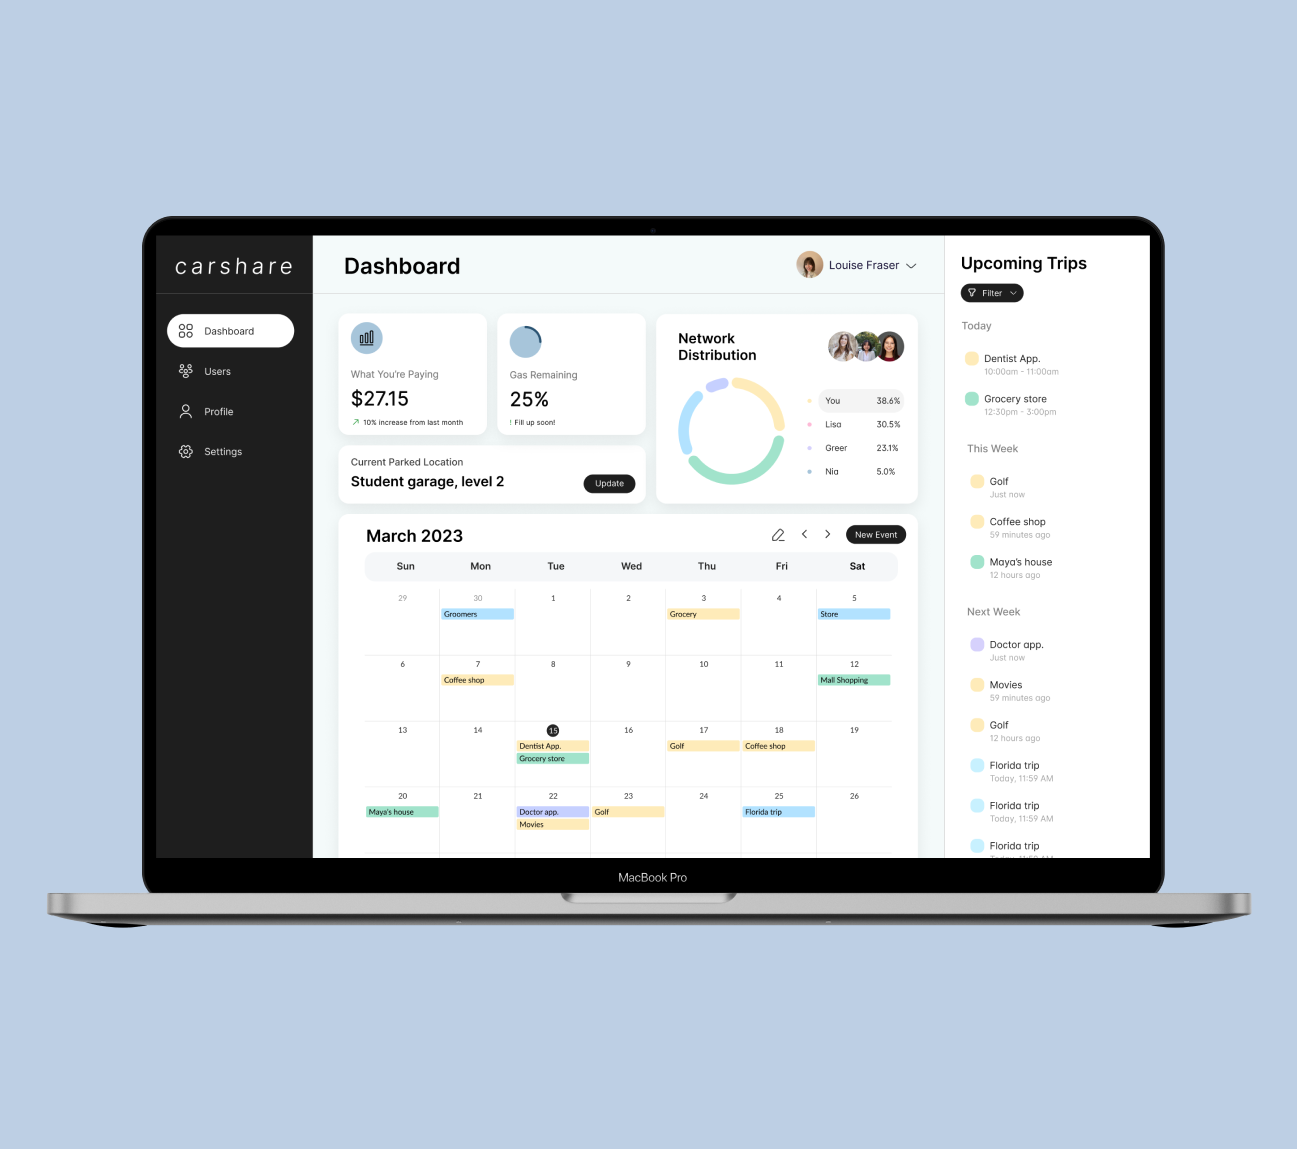 carshare
Dashboard
Users
Profile
Settings
Dashboard
Louise Fraser
What You're Paying
$27.15
10% increase from last month
Gas Remaining
25%
! Fill up soon!
Current Parked Location
Student garage, level 2
Update
Network
Distribution
You 38.6%
Lisa 30.5%
Greer 23.1%
Nia 5.0%
March 2023
New Event
Sun Mon Tue Wed Thu Fri Sat
29 30 1 2 3 4 5
Groomers Grocery Store
6 7 8 9 10 11 12
Coffee shop Mall Shopping
13 14 15 16 17 18 19
Dentist App. Golf Coffee shop
Grocery store
20 21 22 23 24 25 26
Maya's house Doctor app. Golf Florida trip
Movies
Upcoming Trips
Filter
Today
Dentist App.
10:00am - 11:00am
Grocery store
12:30pm - 3:00pm
This Week
Golf
Just now
Coffee shop
59 minutes ago
Maya's house
12 hours ago
Next Week
Doctor app.
Just now
Movies
59 minutes ago
Golf
12 hours ago
Florida trip
Today, 11:59 AM
Florida trip
Today, 11:59 AM
Florida trip
MacBook Pro